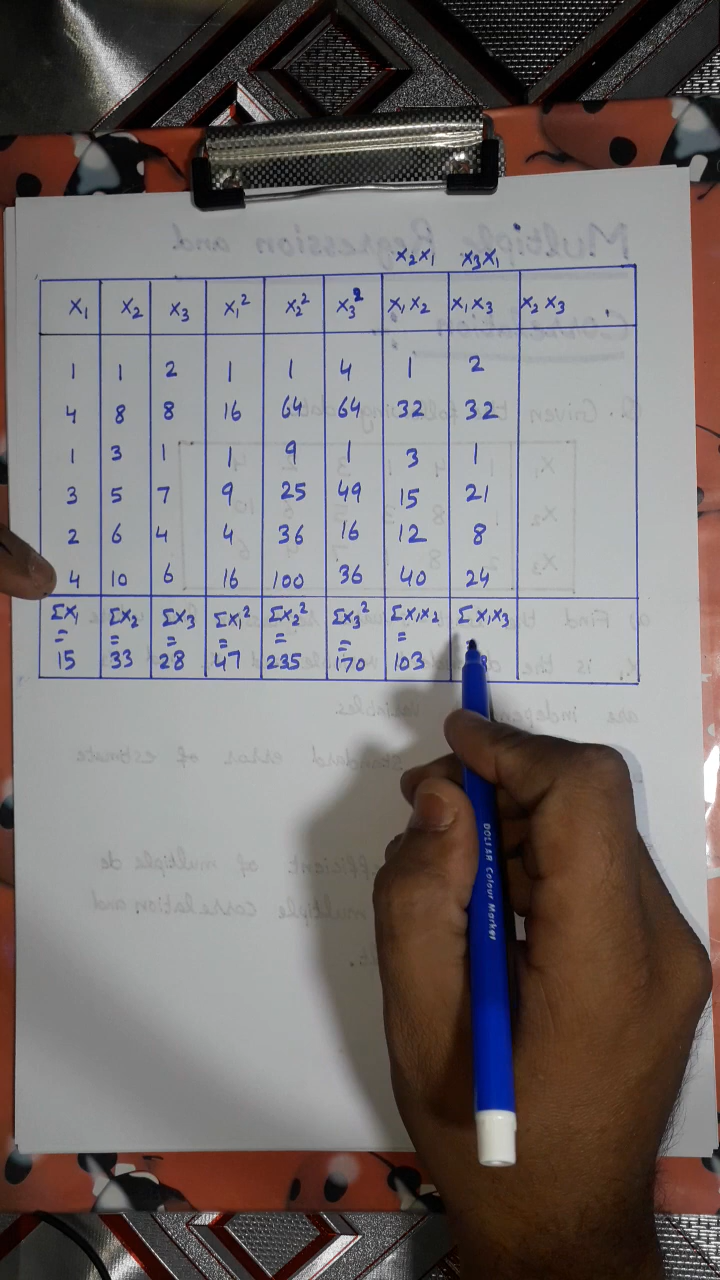 x₂x₁ x₃x₁
x₁ x₂ x₃ x₁² x₂² x₃² x₁x₂ x₁x₃ x₂x₃
1 1 2 1 1 4 1 2
4 8 8 16 64 64 32 32
1 3 1 1 9 1 3 1
3 5 7 9 25 49 15 21
2 6 4 4 36 16 12 8
4 10 6 16 100 36 40 24
Σx₁ Σx₂ Σx₃ Σx₁² Σx₂² Σx₃² Σx₁x₂ Σx₁x₃
= = = = = = =
15 33 28 47 235 170 103
DOLLAR Colour Marker